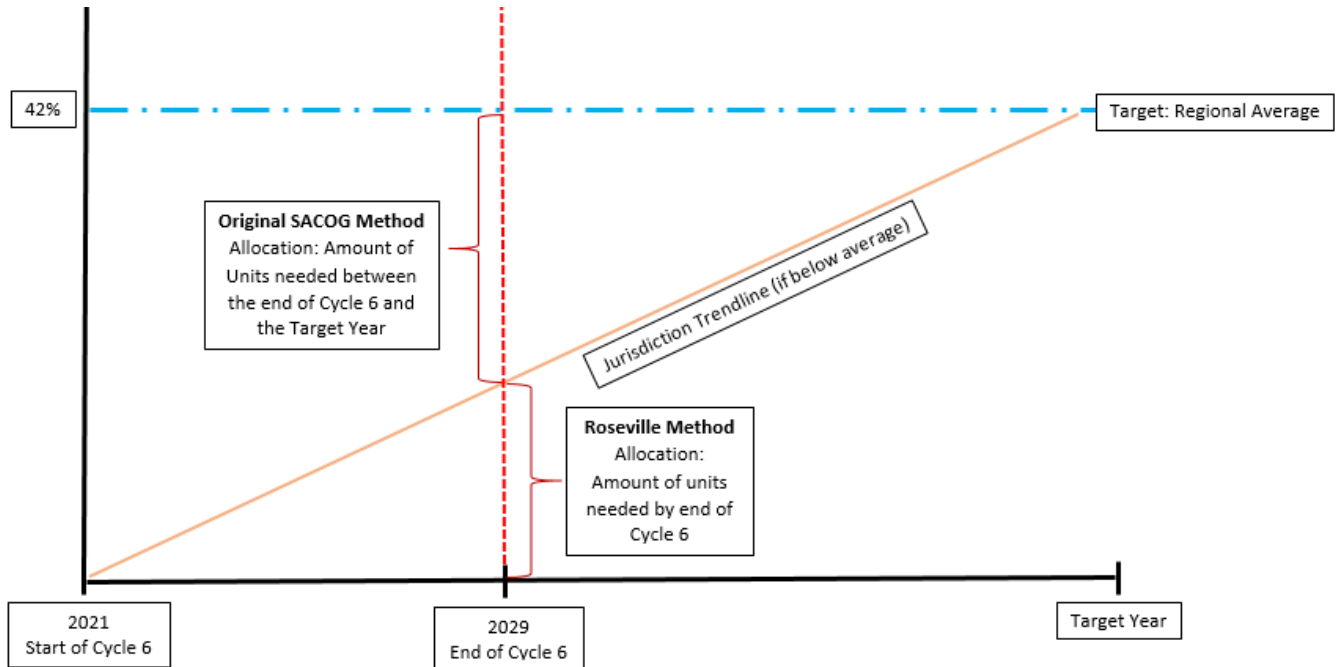 42%
Target: Regional Average
Original SACOG Method
Allocation: Amount of
Units needed between
the end of Cycle 6 and
the Target Year
Jurisdiction Trendline (if below average)
Roseville Method
Allocation:
Amount of units
needed by end of
Cycle 6
2021
Start of Cycle 6
2029
End of Cycle 6
Target Year